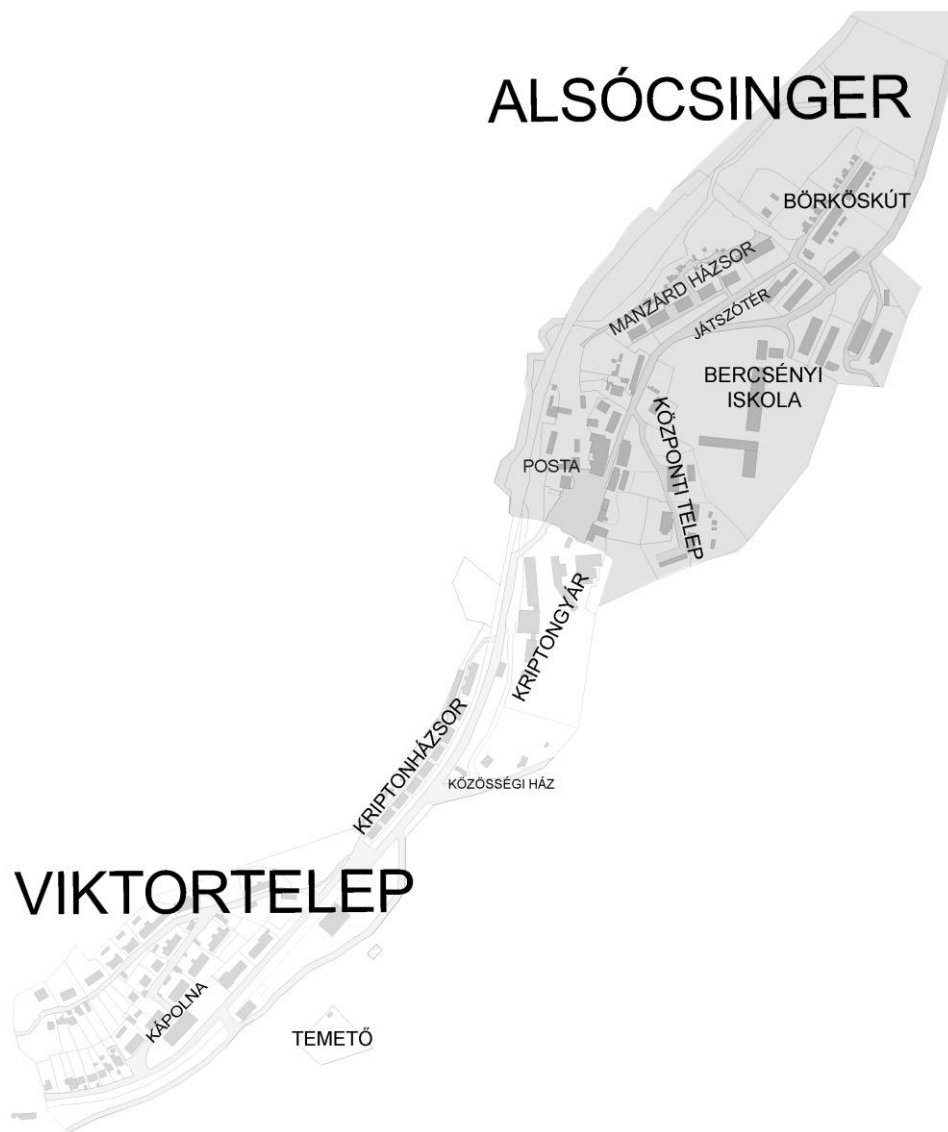 ALSÓCSINGER
BÖRKÖSKÚT
MANZÁRD HÁZSOR
JÁTSZÓTÉR
BERCSÉNYI
ISKOLA
KÖZPONTI TELEP
POSTA
KRIPTONGYÁR
KRIPTONHÁZSOR
KÖZÖSSÉGI HÁZ
VIKTORTELEP
KÁPOLNA
TEMETŐ